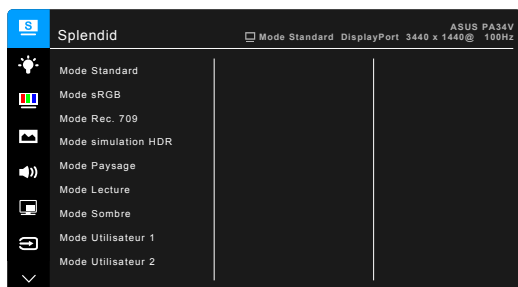 S
Splendid
ASUS PA34V
Mode Standard DisplayPort 3440 x 1440@ 100Hz
Mode Standard
Mode sRGB
Mode Rec. 709
Mode simulation HDR
Mode Paysage
Mode Lecture
Mode Sombre
Mode Utilisateur 1
Mode Utilisateur 2